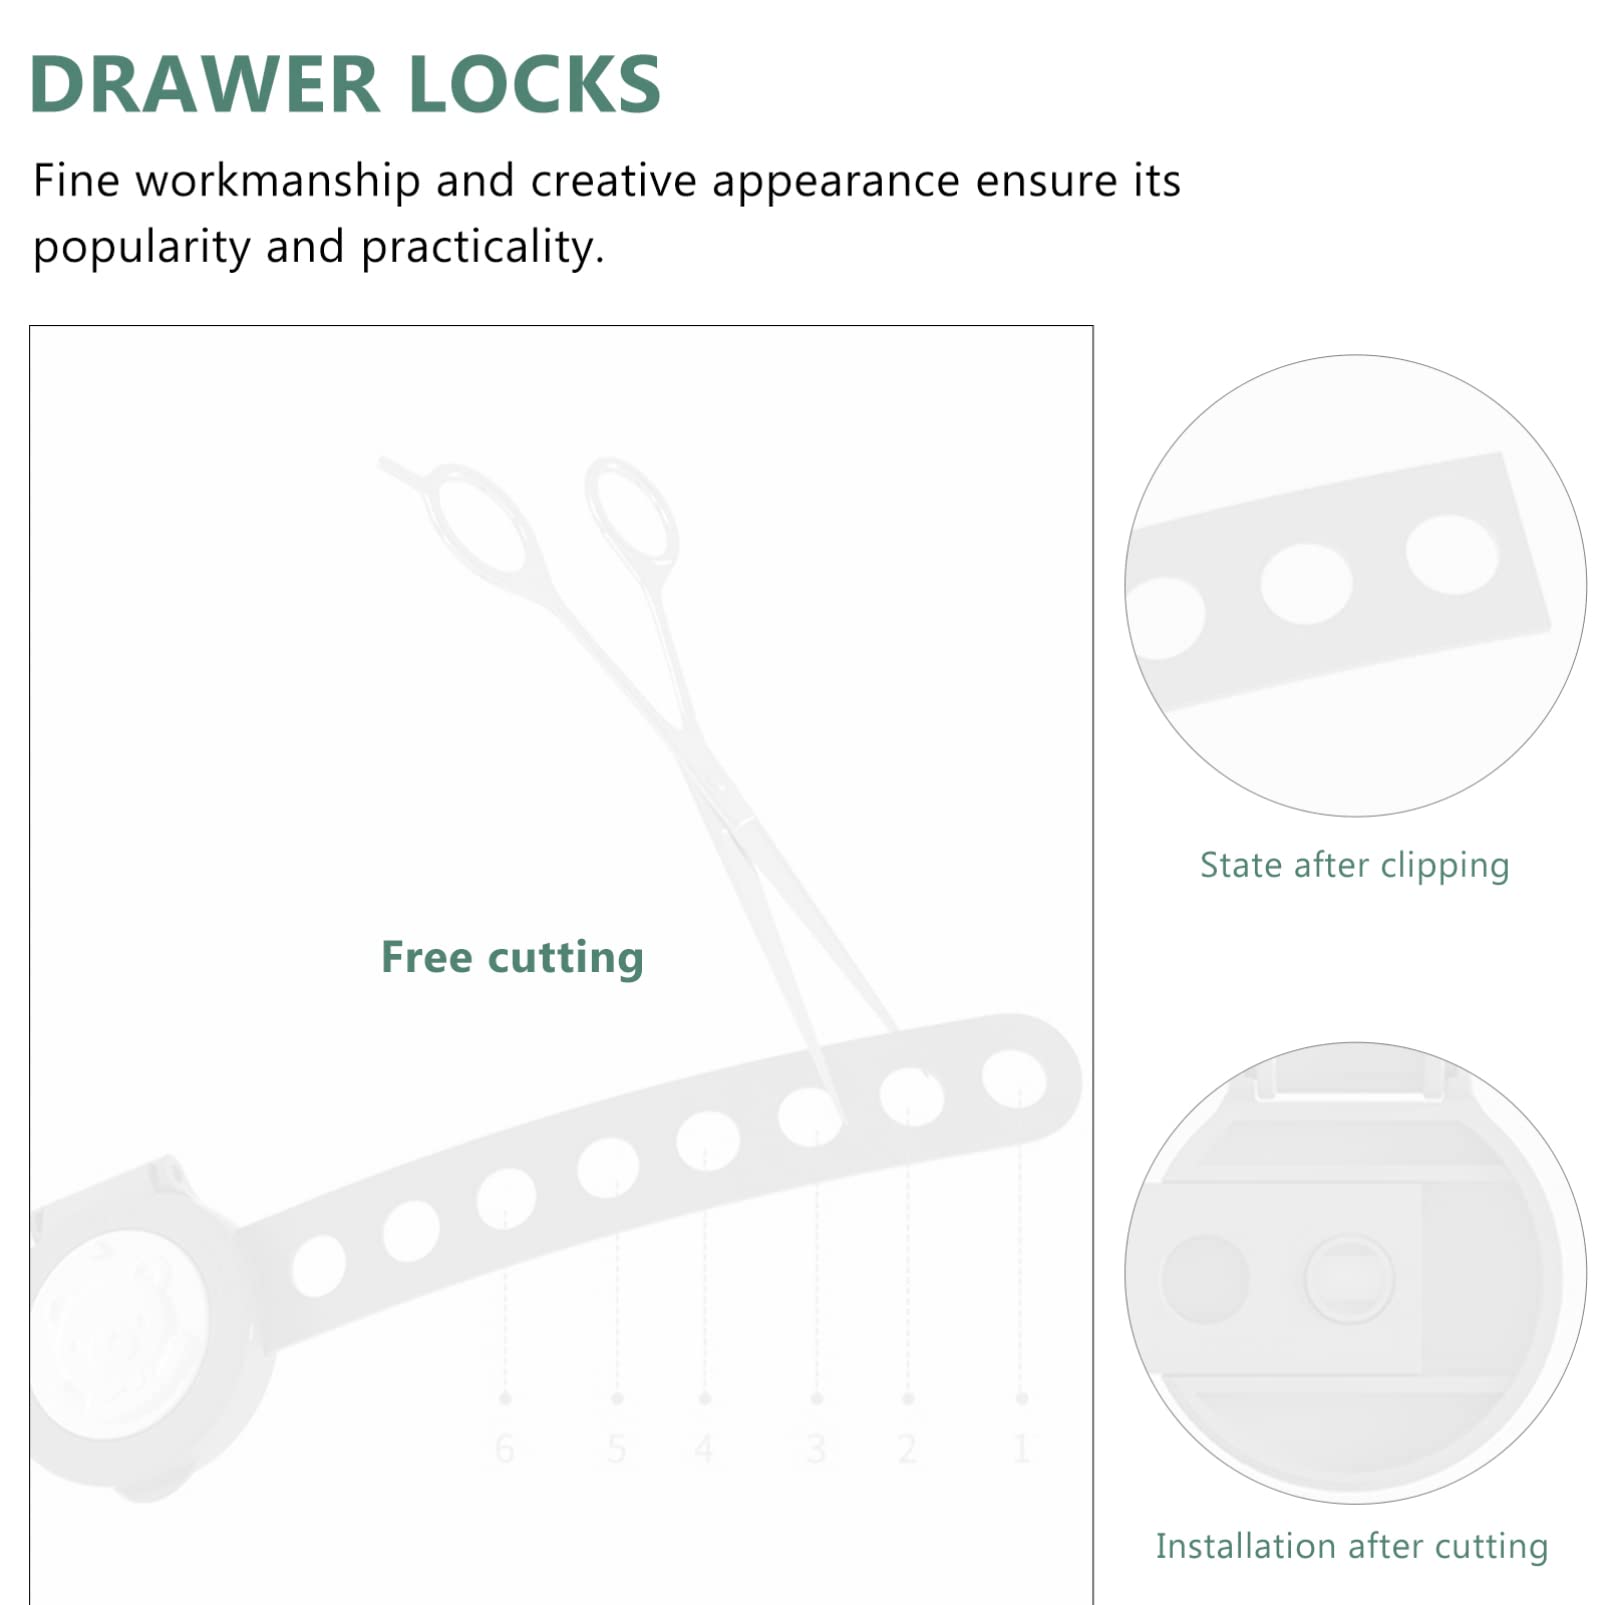 DRAWER LOCKS
Fine workmanship and creative appearance ensure its
popularity and practicality.
State after clipping
Free cutting
6 5 4 3 2 1
Installation after cutting